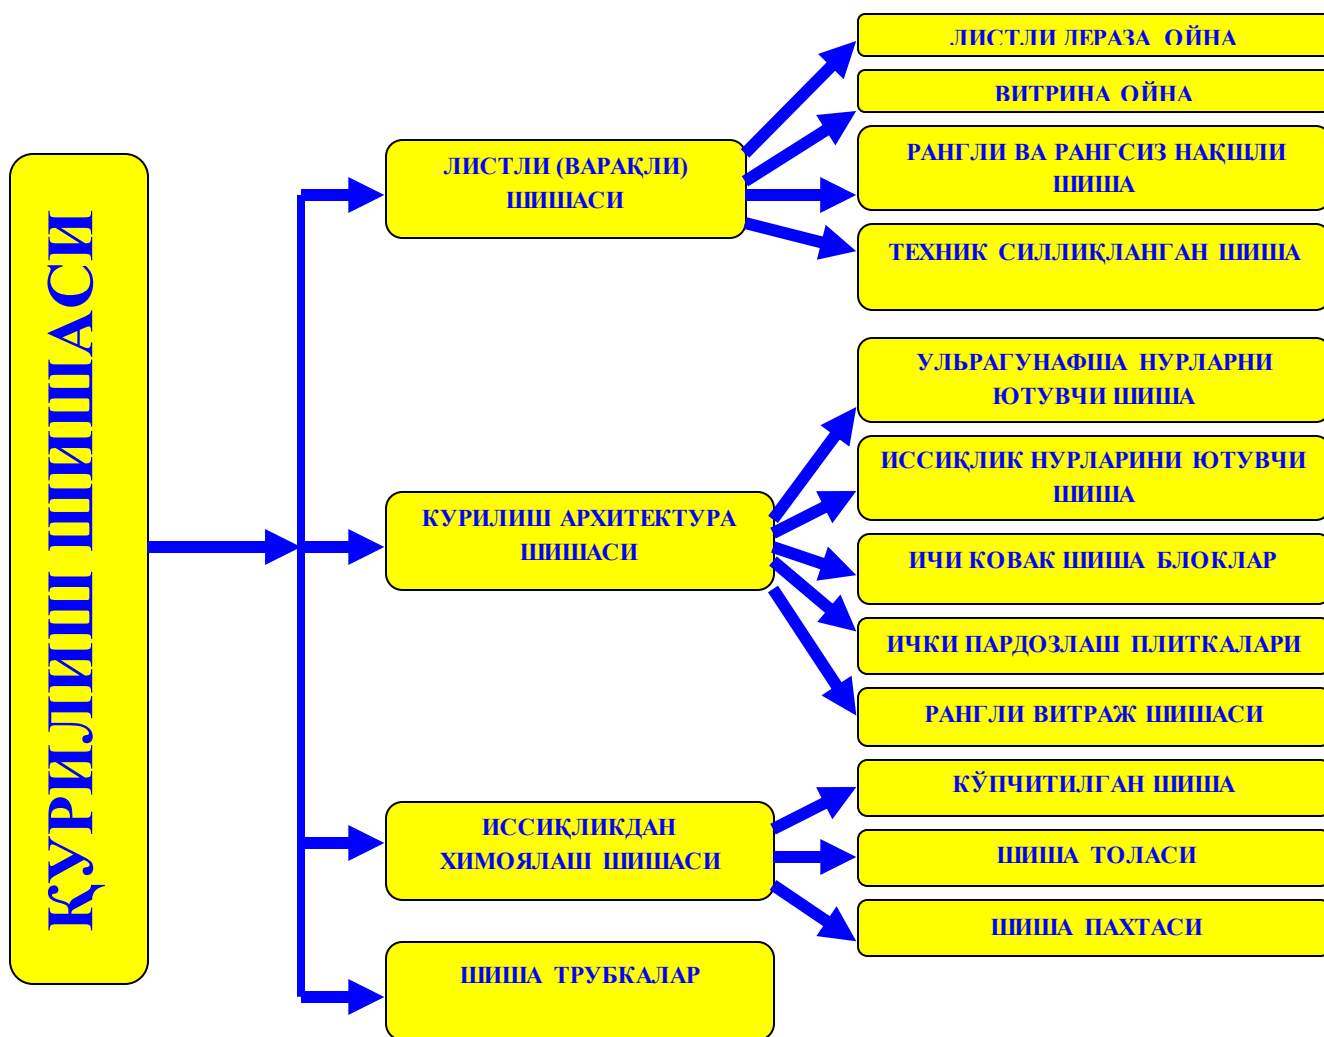 ҚУРИЛИШ ШИШАСИ
ЛИСТЛИ (ВАРАҚЛИ)
ШИШАСИ
ЛИСТЛИ ДЕРАЗА ОЙНА
ВИТРИНА ОЙНА
РАНГЛИ ВА РАНГСИЗ НАҚШЛИ
ШИША
ТЕХНИК СИЛЛИҚЛАНГАН ШИША
КУРИЛИШ АРХИТЕКТУРА
ШИШАСИ
УЛЬРАГУНАФША НУРЛАРНИ
ЮТУВЧИ ШИША
ИССИҚЛИК НУРЛАРИНИ ЮТУВЧИ
ШИША
ИЧИ КОВАК ШИША БЛОКЛАР
ИЧКИ ПАРДОЗЛАШ ПЛИТКАЛАРИ
РАНГЛИ ВИТРАЖ ШИШАСИ
ИССИҚЛИКДАН
ХИМОЯЛАШ ШИШАСИ
КЎПЧИТИЛГАН ШИША
ШИША ТОЛАСИ
ШИША ПАХТАСИ
ШИША ТРУБКАЛАР